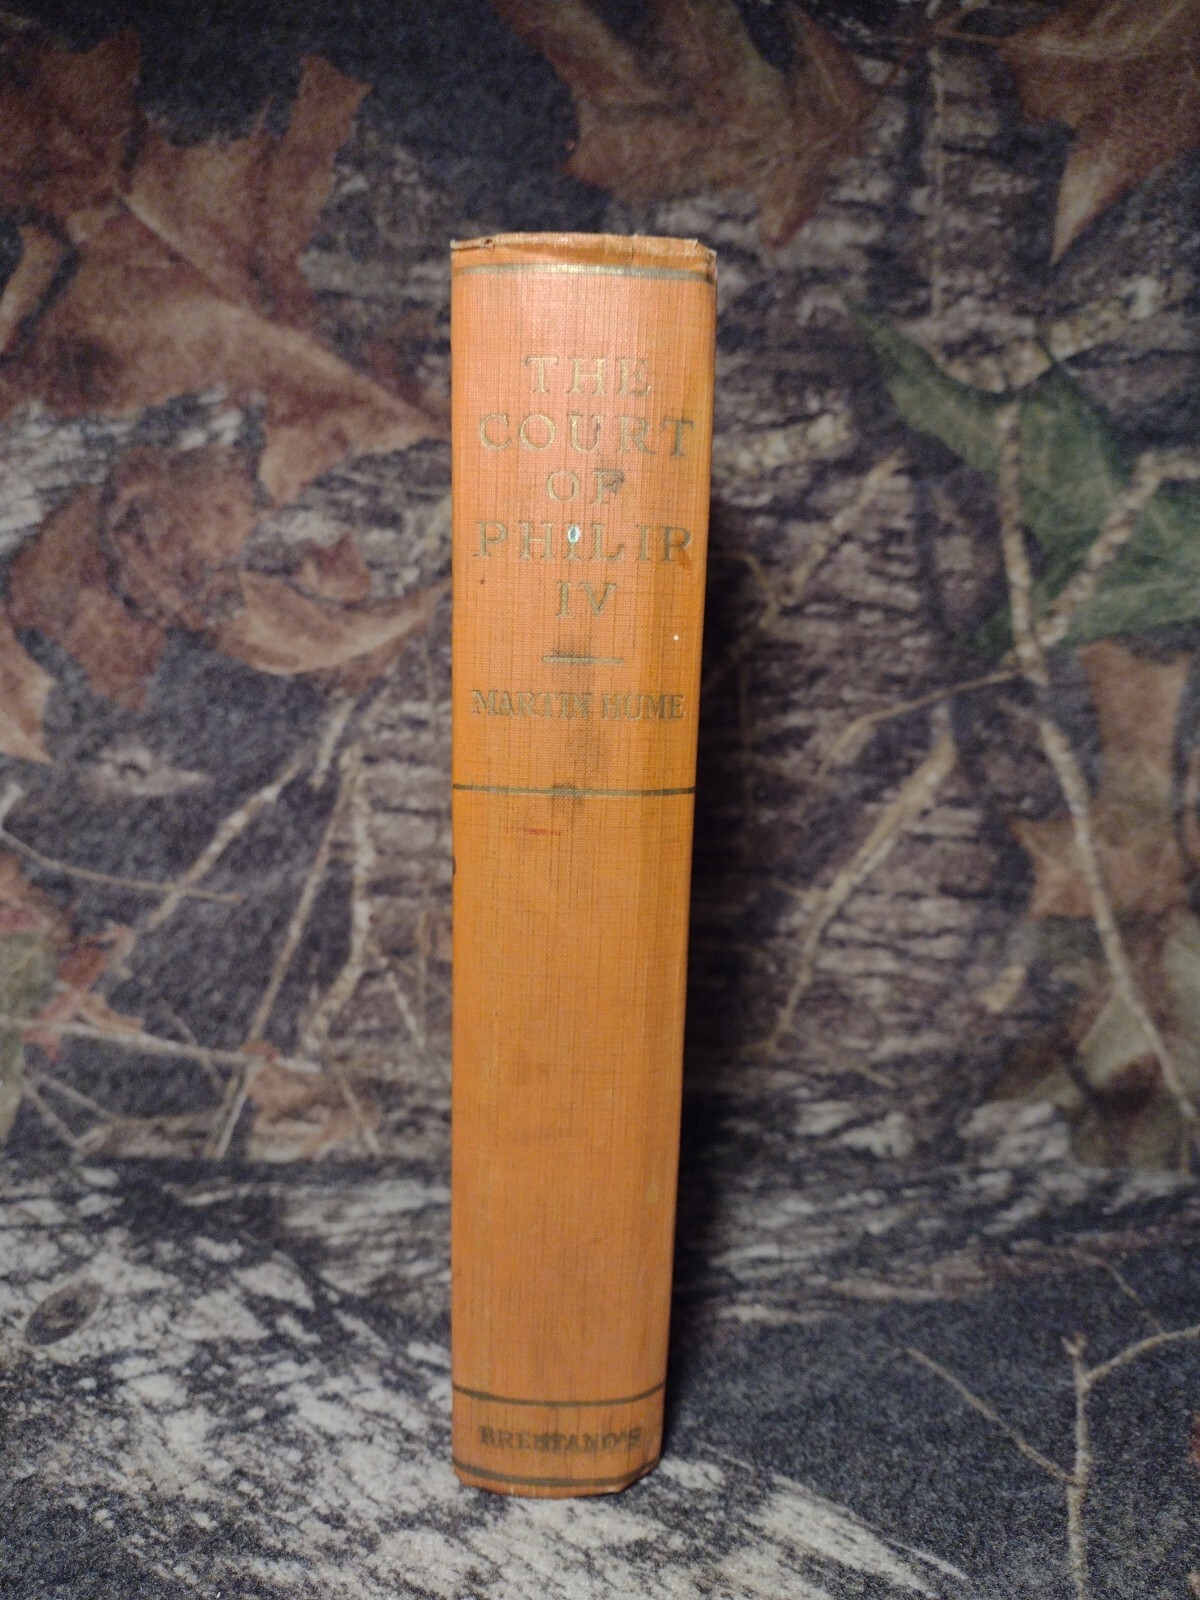 THE
COURT
OF
PHILIP
IV
MARTIN HUME
BRENTANO'S